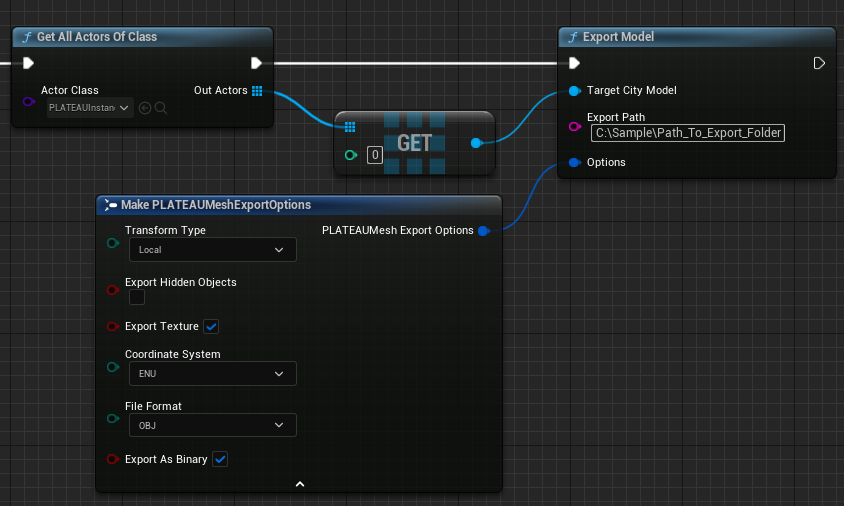 Get All Actors Of Class
Actor Class
PLATEAUInstan
Out Actors
GET
0
Export Model
Target City Model
Export Path
C:\Sample\Path_To_Export_Folder
Options
Make PLATEAUMeshExportOptions
Transform Type
Local
PLATEAUMesh Export Options
Export Hidden Objects
Export Texture
Coordinate System
ENU
File Format
OBJ
Export As Binary